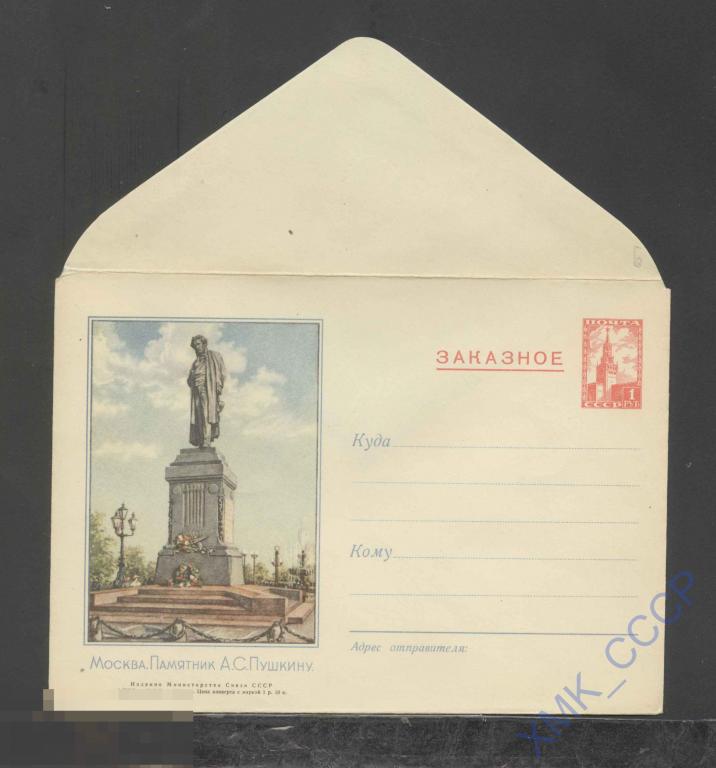 ПОЧТА
ЗАКАЗНОЕ
1
РУБ
СССР
Куда
Кому
Адрес отправителя:
МОСКВА. ПАМЯТНИК А.С.ПУШКИНУ.
Издание Министерства Связи СССР
Цена конверта с маркой 1 р. 10 к.
ХМК_СССР